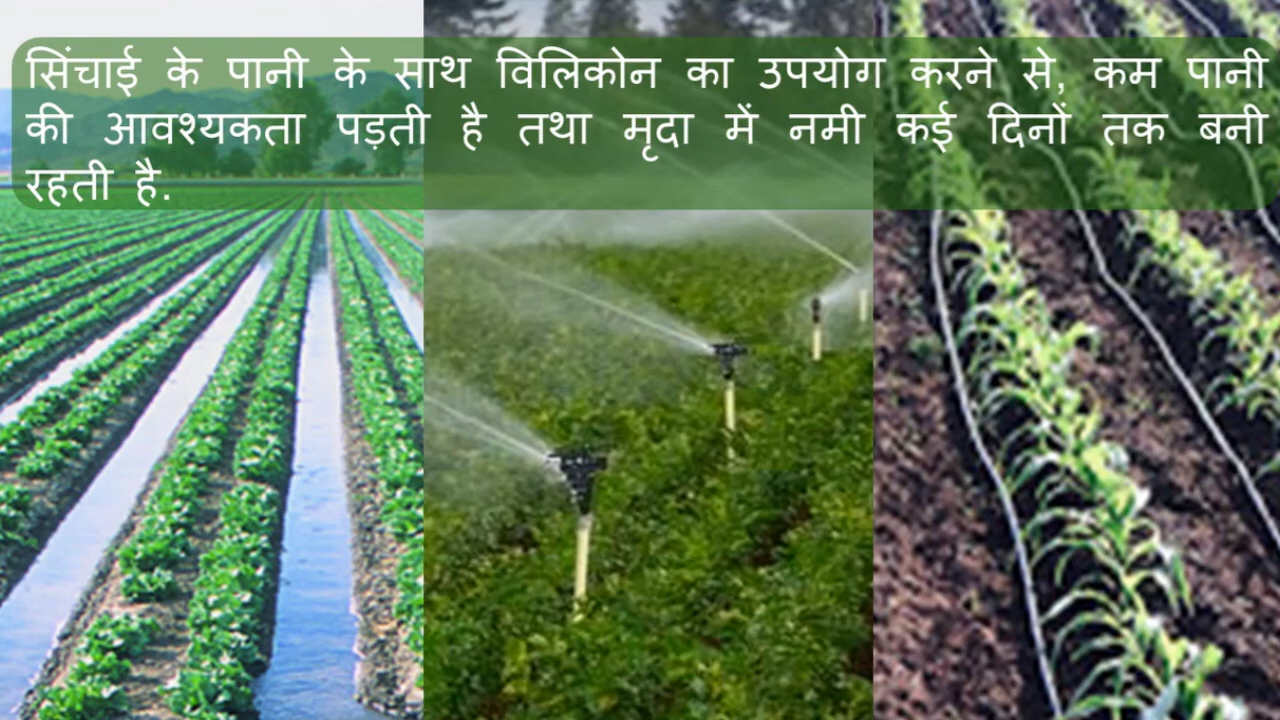 सिंचाई के पानी के साथ विलिकोन का उपयोग करने से, कम पानी
की आवश्यकता पड़ती है तथा मृदा में नमी कई दिनों तक बनी
रहती है.